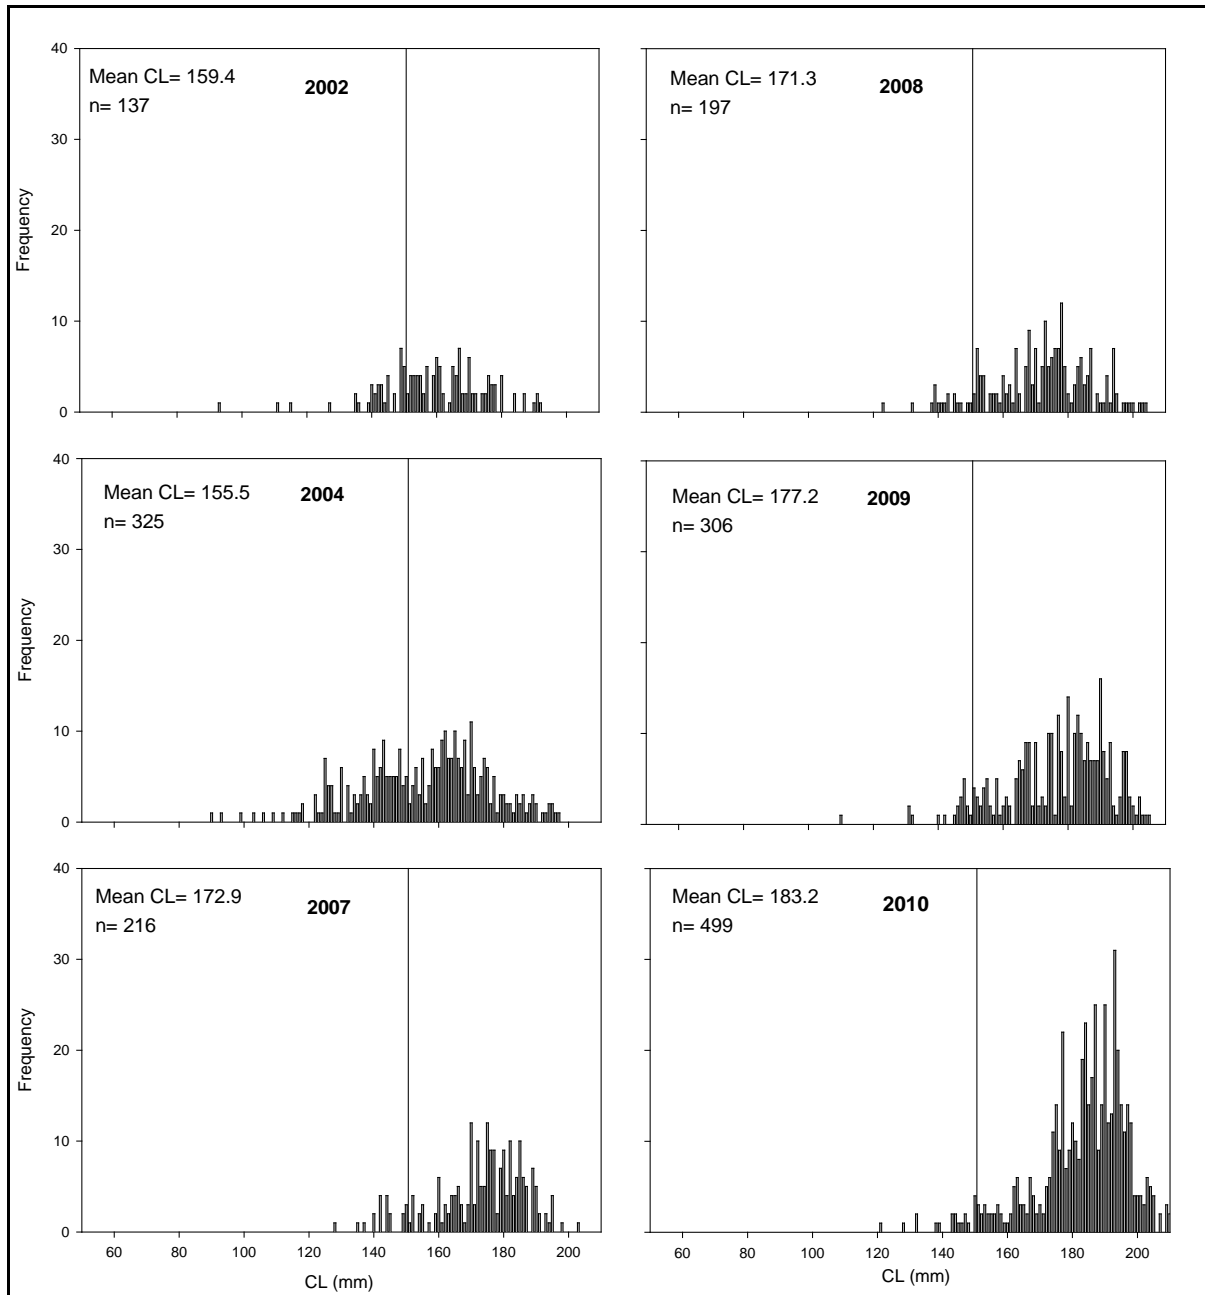 40
30
20
10
0
Frequency
Mean CL= 159.4
n= 137
2002
Mean CL= 171.3
n= 197
2008
40
30
20
10
0
Frequency
Mean CL= 155.5
n= 325
2004
Mean CL= 177.2
n= 306
2009
40
30
20
10
0
Frequency
Mean CL= 172.9
n= 216
2007
Mean CL= 183.2
n= 499
2010
60 80 100 120 140 160 180 200
CL (mm)
60 80 100 120 140 160 180 200
CL (mm)